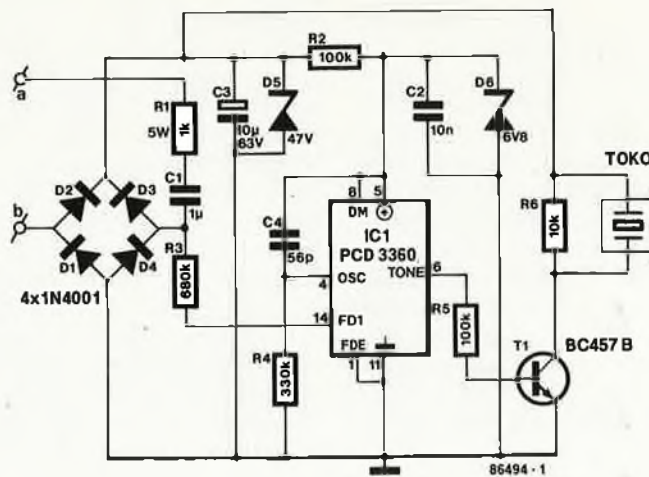 a
R1
5W
1k
C1
1µ
C3
10µ
63V
D5
47V
R2
100k
C2
10n
D6
6V8
TOKO
R6
10k
b
D2
D3
D1
D4
4x1N4001
R3
680k
C4
56p
8
5
DM
IC1
PCD 3360
OSC
4
TONE
6
14
FD1
FDE
1
11
R4
330k
R5
100k
T1
BC457B
86494 - 1